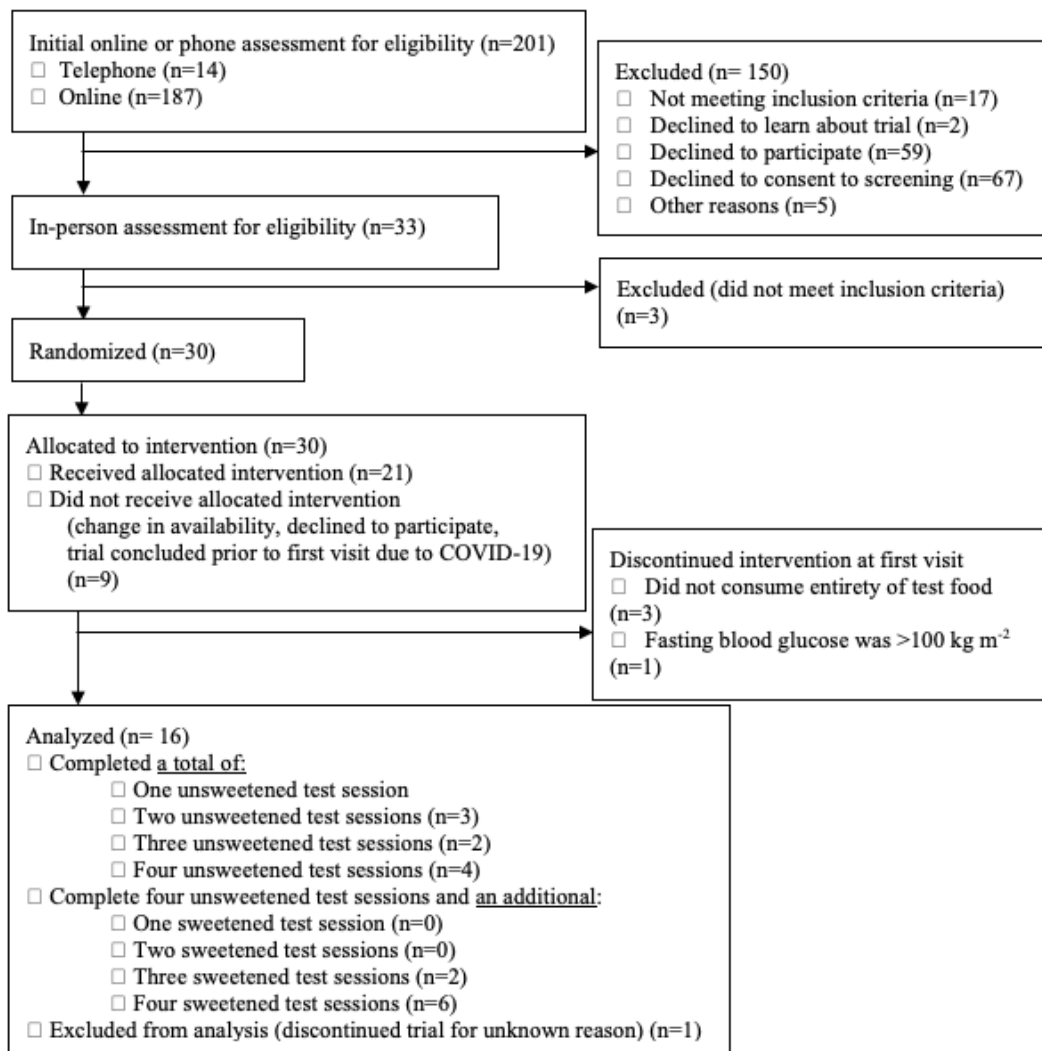 Initial online or phone assessment for eligibility (n=201)
□ Telephone (n=14)
□ Online (n=187)
Excluded (n= 150)
□ Not meeting inclusion criteria (n=17)
□ Declined to learn about trial (n=2)
□ Declined to participate (n=59)
□ Declined to consent to screening (n=67)
□ Other reasons (n=5)
In-person assessment for eligibility (n=33)
Excluded (did not meet inclusion criteria)
(n=3)
Randomized (n=30)
Allocated to intervention (n=30)
□ Received allocated intervention (n=21)
□ Did not receive allocated intervention
(change in availability, declined to participate,
trial concluded prior to first visit due to COVID-19)
(n=9)
Discontinued intervention at first visit
□ Did not consume entirety of test food
(n=3)
□ Fasting blood glucose was >100 kg m⁻²
(n=1)
Analyzed (n= 16)
□ Completed a total of:
□ One unsweetened test session
□ Two unsweetened test sessions (n=3)
□ Three unsweetened test sessions (n=2)
□ Four unsweetened test sessions (n=4)
□ Complete four unsweetened test sessions and an additional:
□ One sweetened test session (n=0)
□ Two sweetened test sessions (n=0)
□ Three sweetened test sessions (n=2)
□ Four sweetened test sessions (n=6)
□ Excluded from analysis (discontinued trial for unknown reason) (n=1)